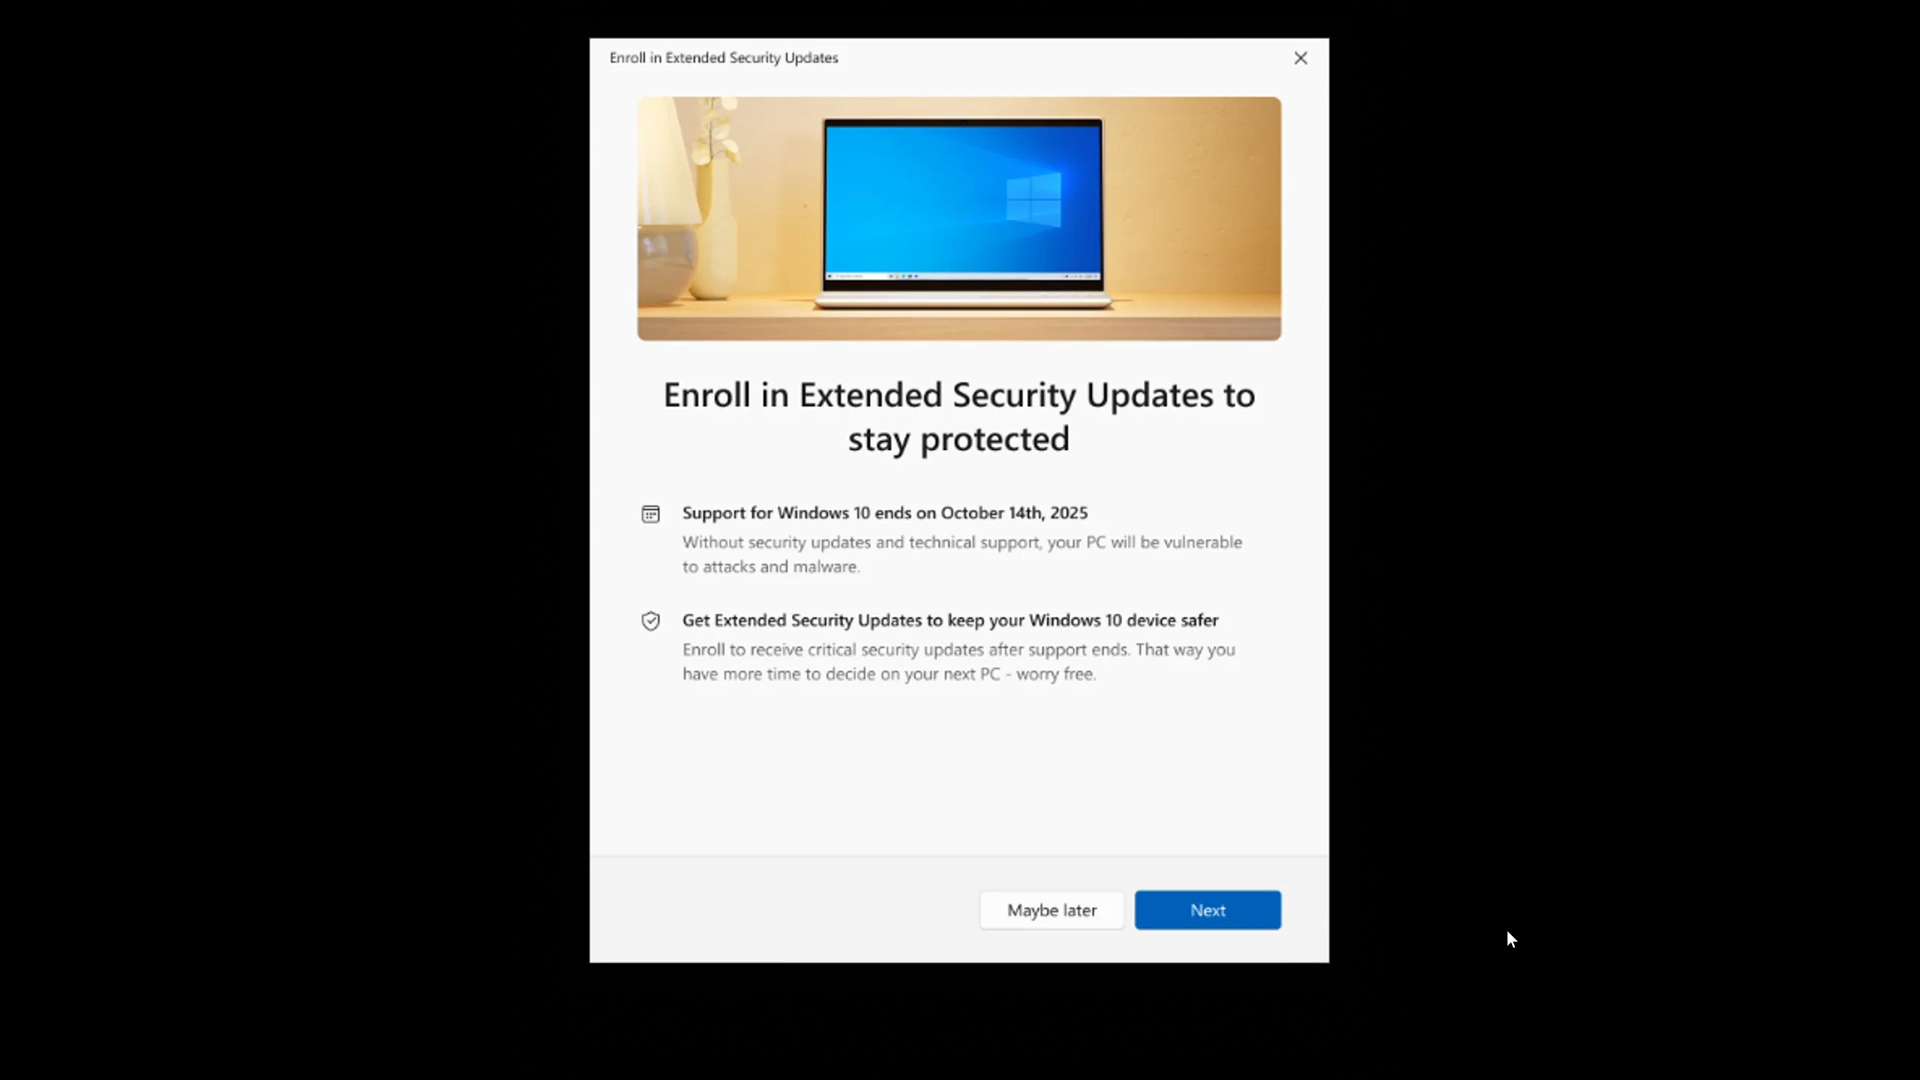 Enroll in Extended Security Updates
Enroll in Extended Security Updates to
stay protected
Support for Windows 10 ends on October 14th, 2025
Without security updates and technical support, your PC will be vulnerable
to attacks and malware.
Get Extended Security Updates to keep your Windows 10 device safer
Enroll to receive critical security updates after support ends. That way you
have more time to decide on your next PC - worry free.
Maybe later
Next